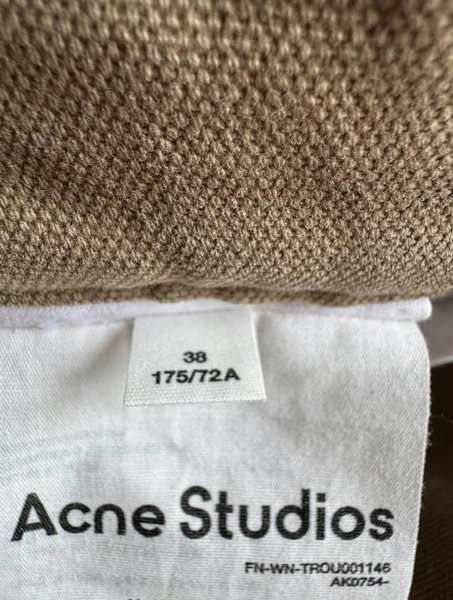 38
175/72A
Acne Studios
FN-WN-TROU001146
AK0754-